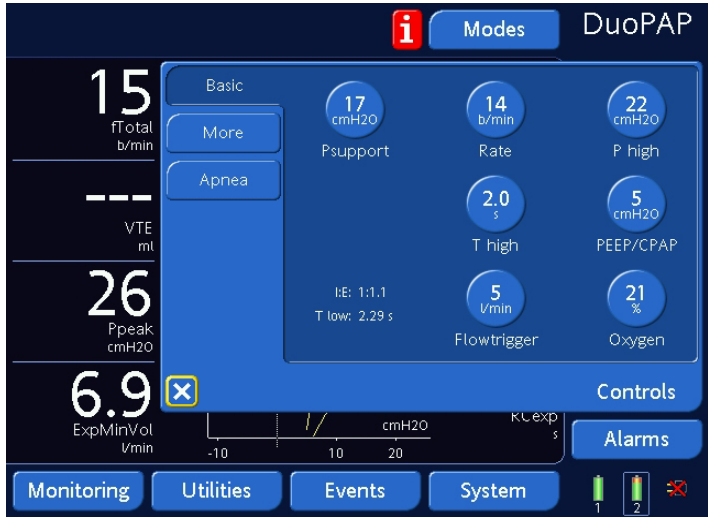 i
Modes
DuoPAP
15
fTotal
b/min
---
VTE
ml
26
Ppeak
cmH2O
6.9
ExpMinVol
l/min
Basic
More
Apnea
17
cmH2O
Psupport
14
b/min
Rate
22
cmH2O
P high
2.0
s
T high
5
cmH2O
PEEP/CPAP
I:E: 1:1.1
T low: 2.29 s
5
l/min
Flowtrigger
21
%
Oxygen
Controls
cmH2O
-10
10
20
RCexp
s
Alarms
Monitoring
Utilities
Events
System
1
2